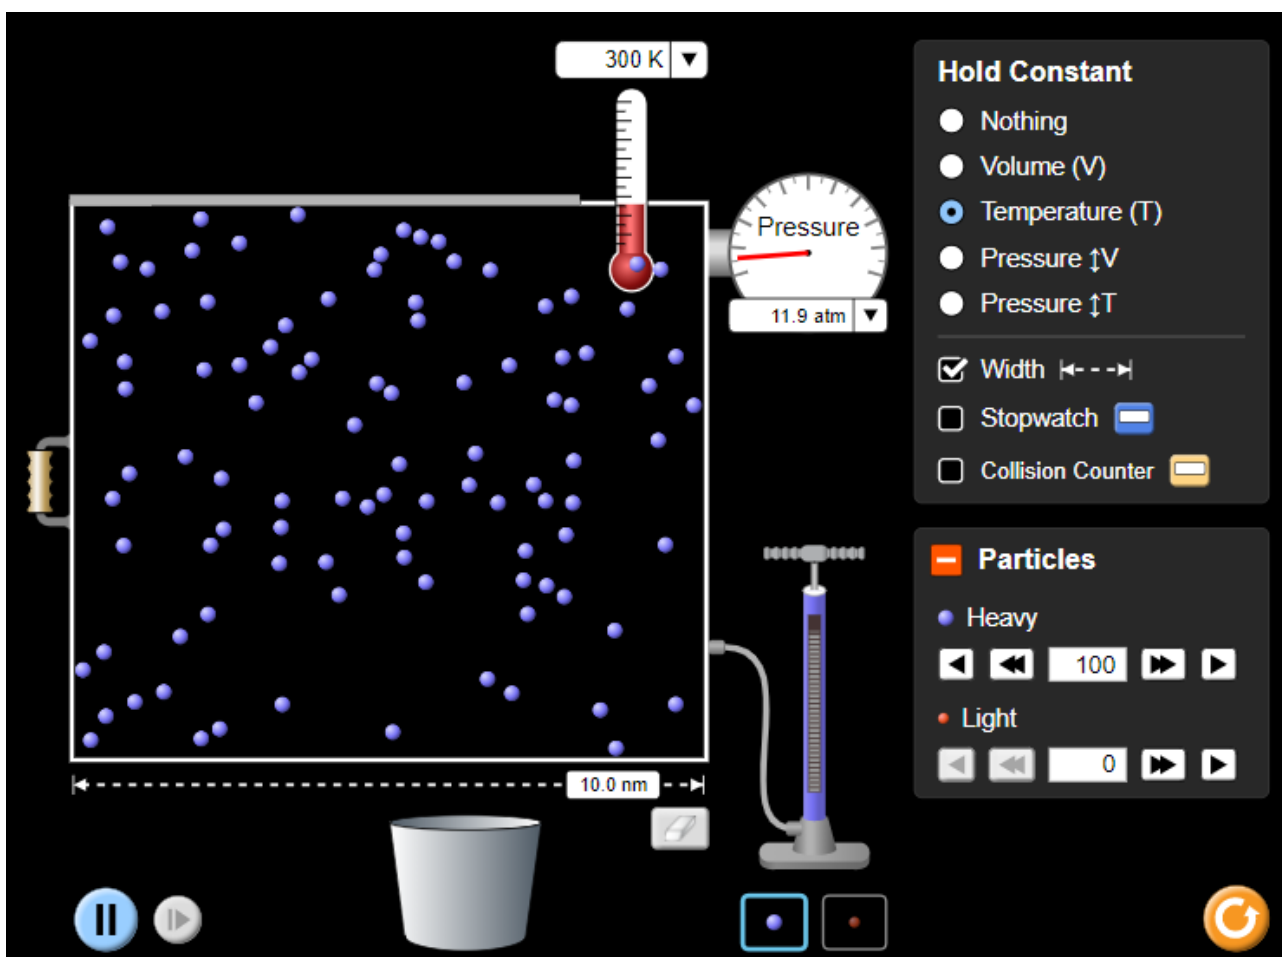 300 K
Pressure
11.9 atm
10.0 nm
Hold Constant
Nothing
Volume (V)
Temperature (T)
Pressure ↕V
Pressure ↕T
Width
Stopwatch
Collision Counter
Particles
Heavy
100
Light
0